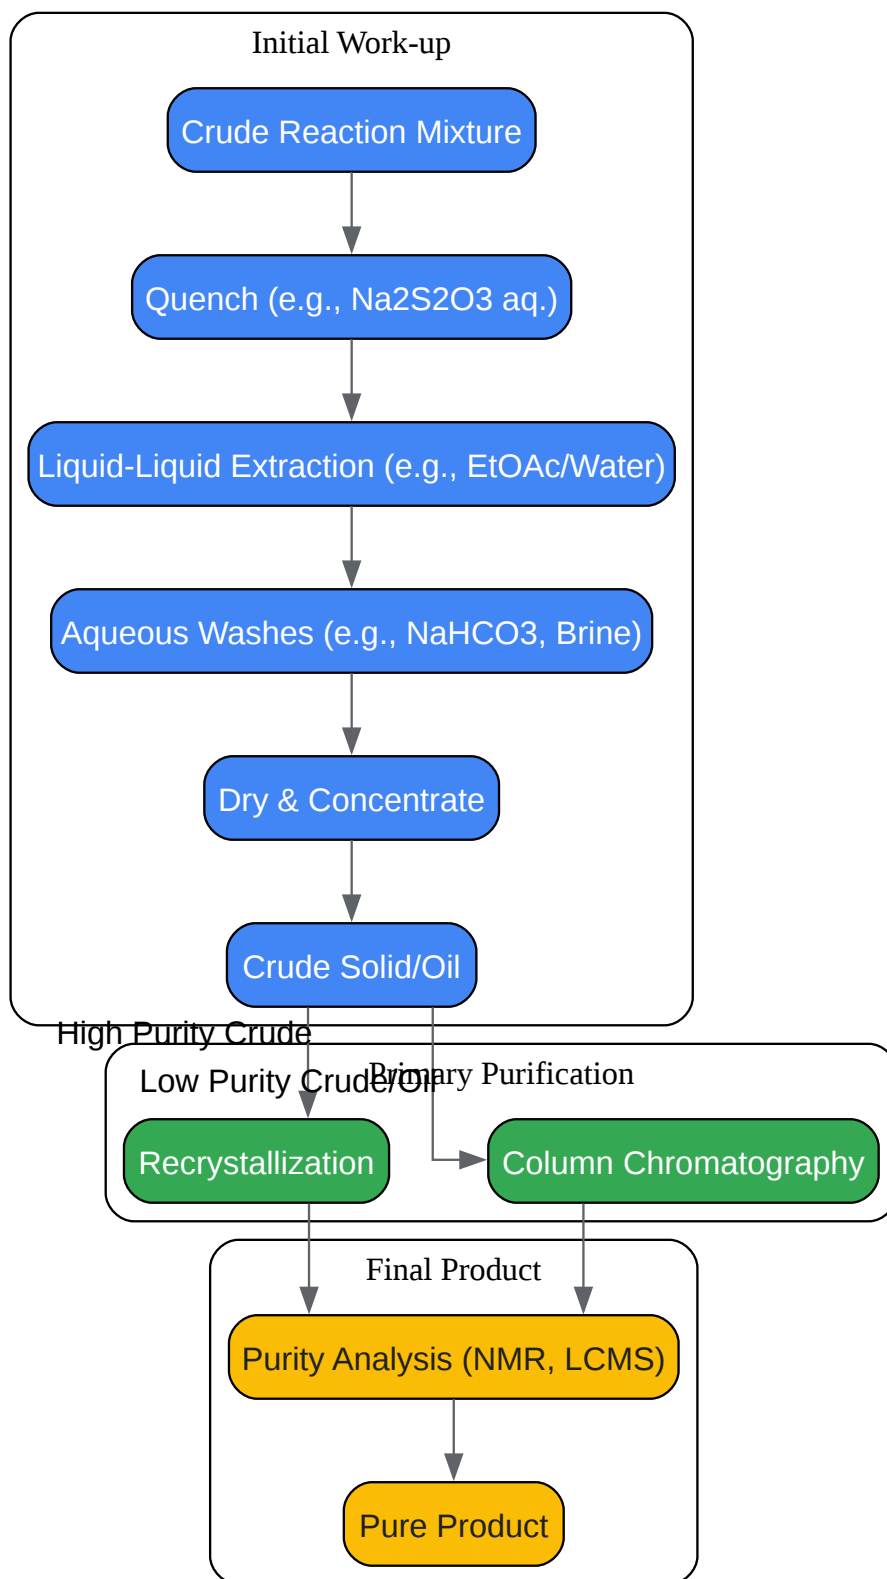 Initial Work-up
Crude Reaction Mixture
Quench (e.g., Na2S2O3 aq.)
Liquid-Liquid Extraction (e.g., EtOAc/Water)
Aqueous Washes (e.g., NaHCO3, Brine)
Dry & Concentrate
Crude Solid/Oil
High Purity Crude
Low Purity Crude/Oil
Primary Purification
Recrystallization
Column Chromatography
Final Product
Purity Analysis (NMR, LCMS)
Pure Product